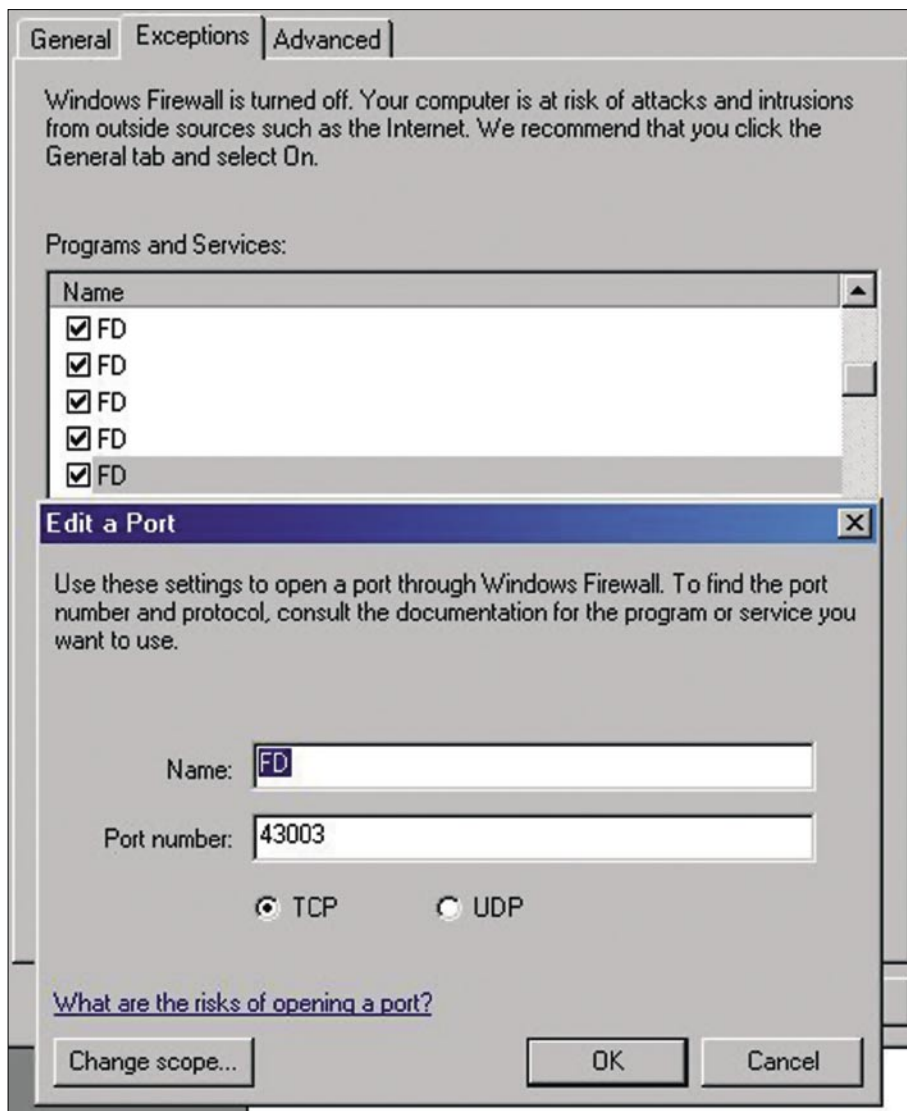 General Exceptions Advanced
Windows Firewall is turned off. Your computer is at risk of attacks and intrusions
from outside sources such as the Internet. We recommend that you click the
General tab and select On.
Programs and Services:
Name
FD
FD
FD
FD
FD
Edit a Port
Use these settings to open a port through Windows Firewall. To find the port
number and protocol, consult the documentation for the program or service you
want to use.
Name: FD
Port number: 43003
TCP UDP
What are the risks of opening a port?
Change scope... OK Cancel